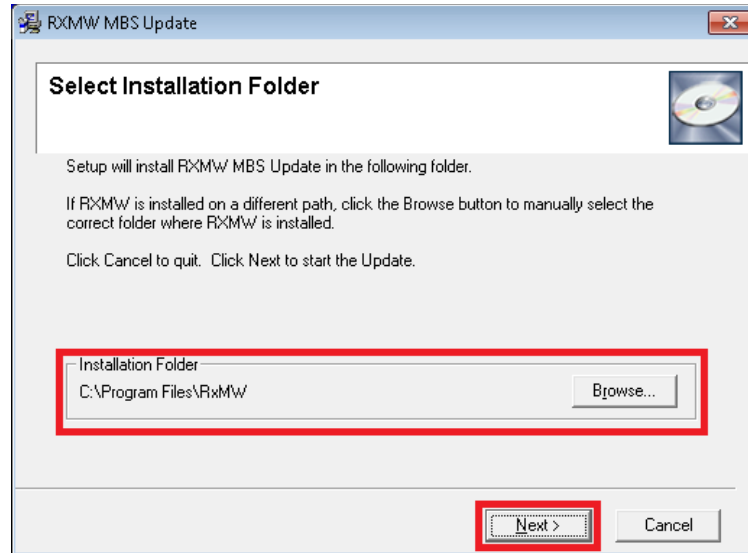 RXMW MBS Update
Select Installation Folder
Setup will install RXMW MBS Update in the following folder.
If RXMW is installed on a different path, click the Browse button to manually select the
correct folder where RXMW is installed.
Click Cancel to quit. Click Next to start the Update.
Installation Folder
C:\Program Files\RxMW
Browse...
Next >
Cancel